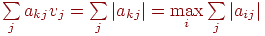 $\sum_j a_{kj} v_j = \sum_j |a_{kj}| = \max_i \sum_j |a_{ij}|$